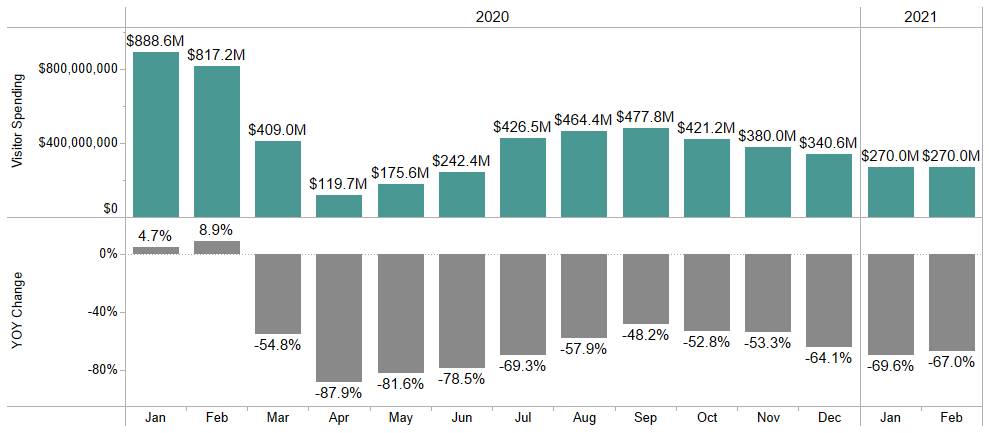 2020 2021
$888.6M $817.2M $409.0M $119.7M $175.6M $242.4M $426.5M $464.4M $477.8M $421.2M $380.0M $340.6M $270.0M $270.0M
Visitor Spending
$800,000,000
$400,000,000
$0
4.7% 8.9% -54.8% -87.9% -81.6% -78.5% -69.3% -57.9% -48.2% -52.8% -53.3% -64.1% -69.6% -67.0%
YOY Change
0%
-40%
-80%
Jan Feb Mar Apr May Jun Jul Aug Sep Oct Nov Dec Jan Feb